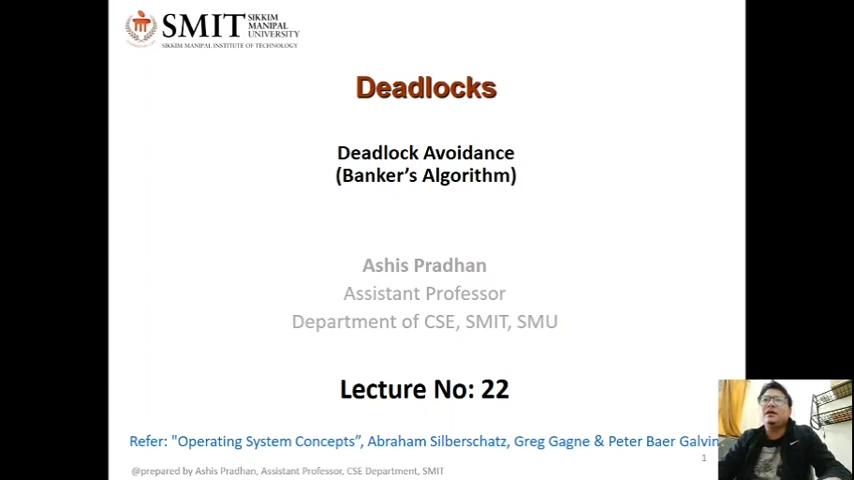 SMIT
SIKKIM
MANIPAL
UNIVERSITY
SIKKIM MANIPAL INSTITUTE OF TECHNOLOGY
Deadlocks
Deadlock Avoidance
(Banker's Algorithm)
Ashis Pradhan
Assistant Professor
Department of CSE, SMIT, SMU
Lecture No: 22
Refer: "Operating System Concepts”, Abraham Silberschatz, Greg Gagne & Peter Baer Galvin
1
@prepared by Ashis Pradhan, Assistant Professor, CSE Department, SMIT